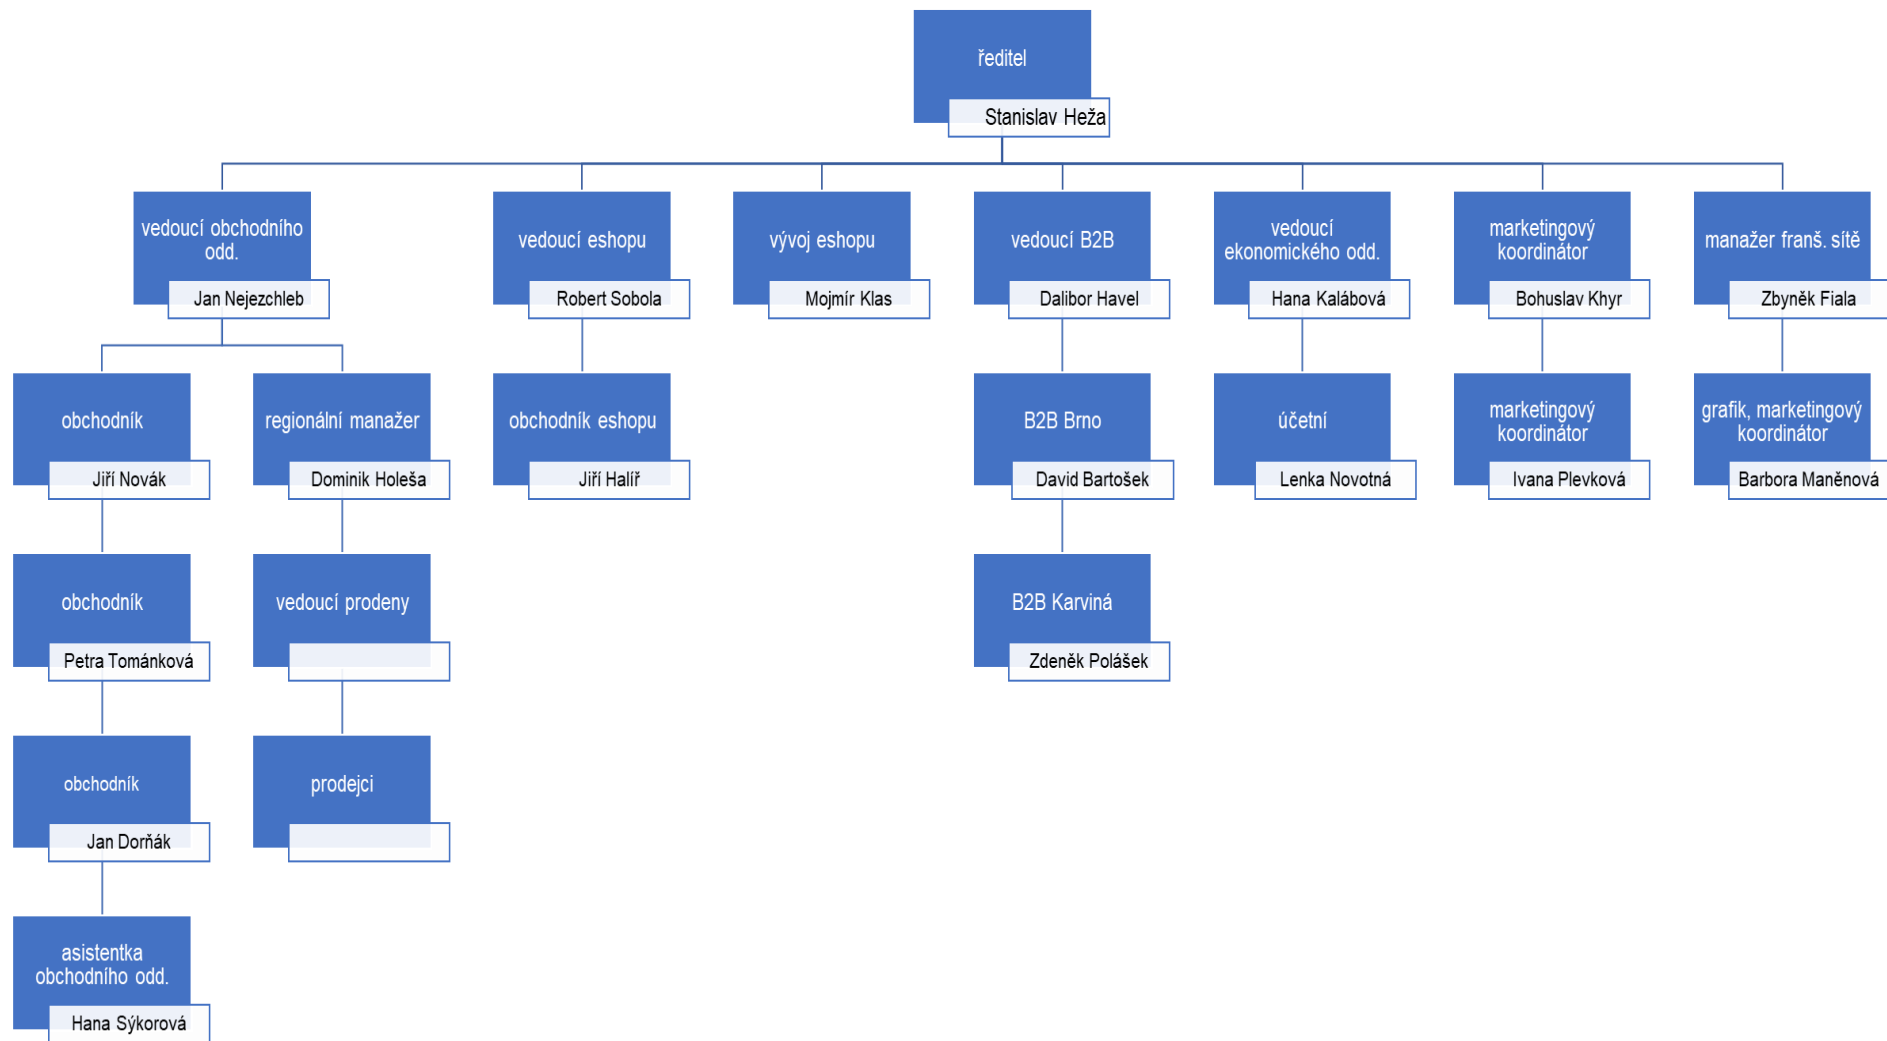 ředitel
Stanislav Heža
vedoucí obchodního
odd.
Jan Nejezchleb
vedoucí eshopu
Robert Sobola
vývoj eshopu
Mojmír Klas
vedoucí B2B
Dalibor Havel
vedoucí
ekonomického odd.
Hana Kalábová
marketingový
koordinátor
Bohuslav Khyr
manažer franš. sítě
Zbyněk Fiala
obchodník
Jiří Novák
regionální manažer
Dominik Holeša
obchodník eshopu
Jiří Halíř
B2B Brno
David Bartošek
účetní
Lenka Novotná
marketingový
koordinátor
Ivana Plevková
grafik, marketingový
koordinátor
Barbora Maněnová
obchodník
Petra Tománková
vedoucí prodeny
B2B Karviná
Zdeněk Polášek
obchodník
Jan Dorňák
prodejci
asistentka
obchodního odd.
Hana Sýkorová